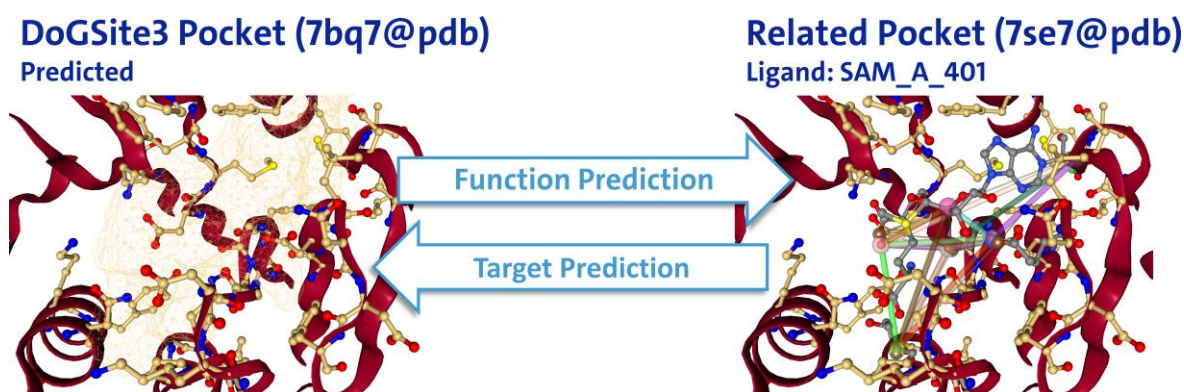 DoGSite3 Pocket (7bq7@pdb)
Predicted
Related Pocket (7se7@pdb)
Ligand: SAM_A_401
Function Prediction
Target Prediction